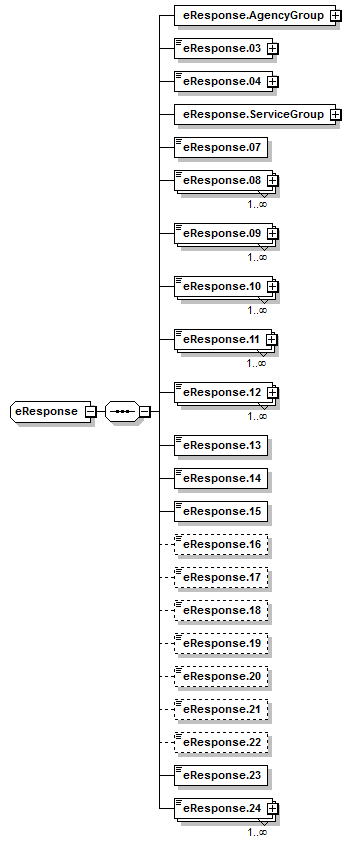 eResponse.AgencyGroup
eResponse.03
eResponse.04
eResponse.ServiceGroup
eResponse.07
eResponse.08
1..∞
eResponse.09
1..∞
eResponse.10
1..∞
eResponse.11
1..∞
eResponse.12
1..∞
eResponse
eResponse.13
eResponse.14
eResponse.15
eResponse.16
eResponse.17
eResponse.18
eResponse.19
eResponse.20
eResponse.21
eResponse.22
eResponse.23
eResponse.24
1..∞